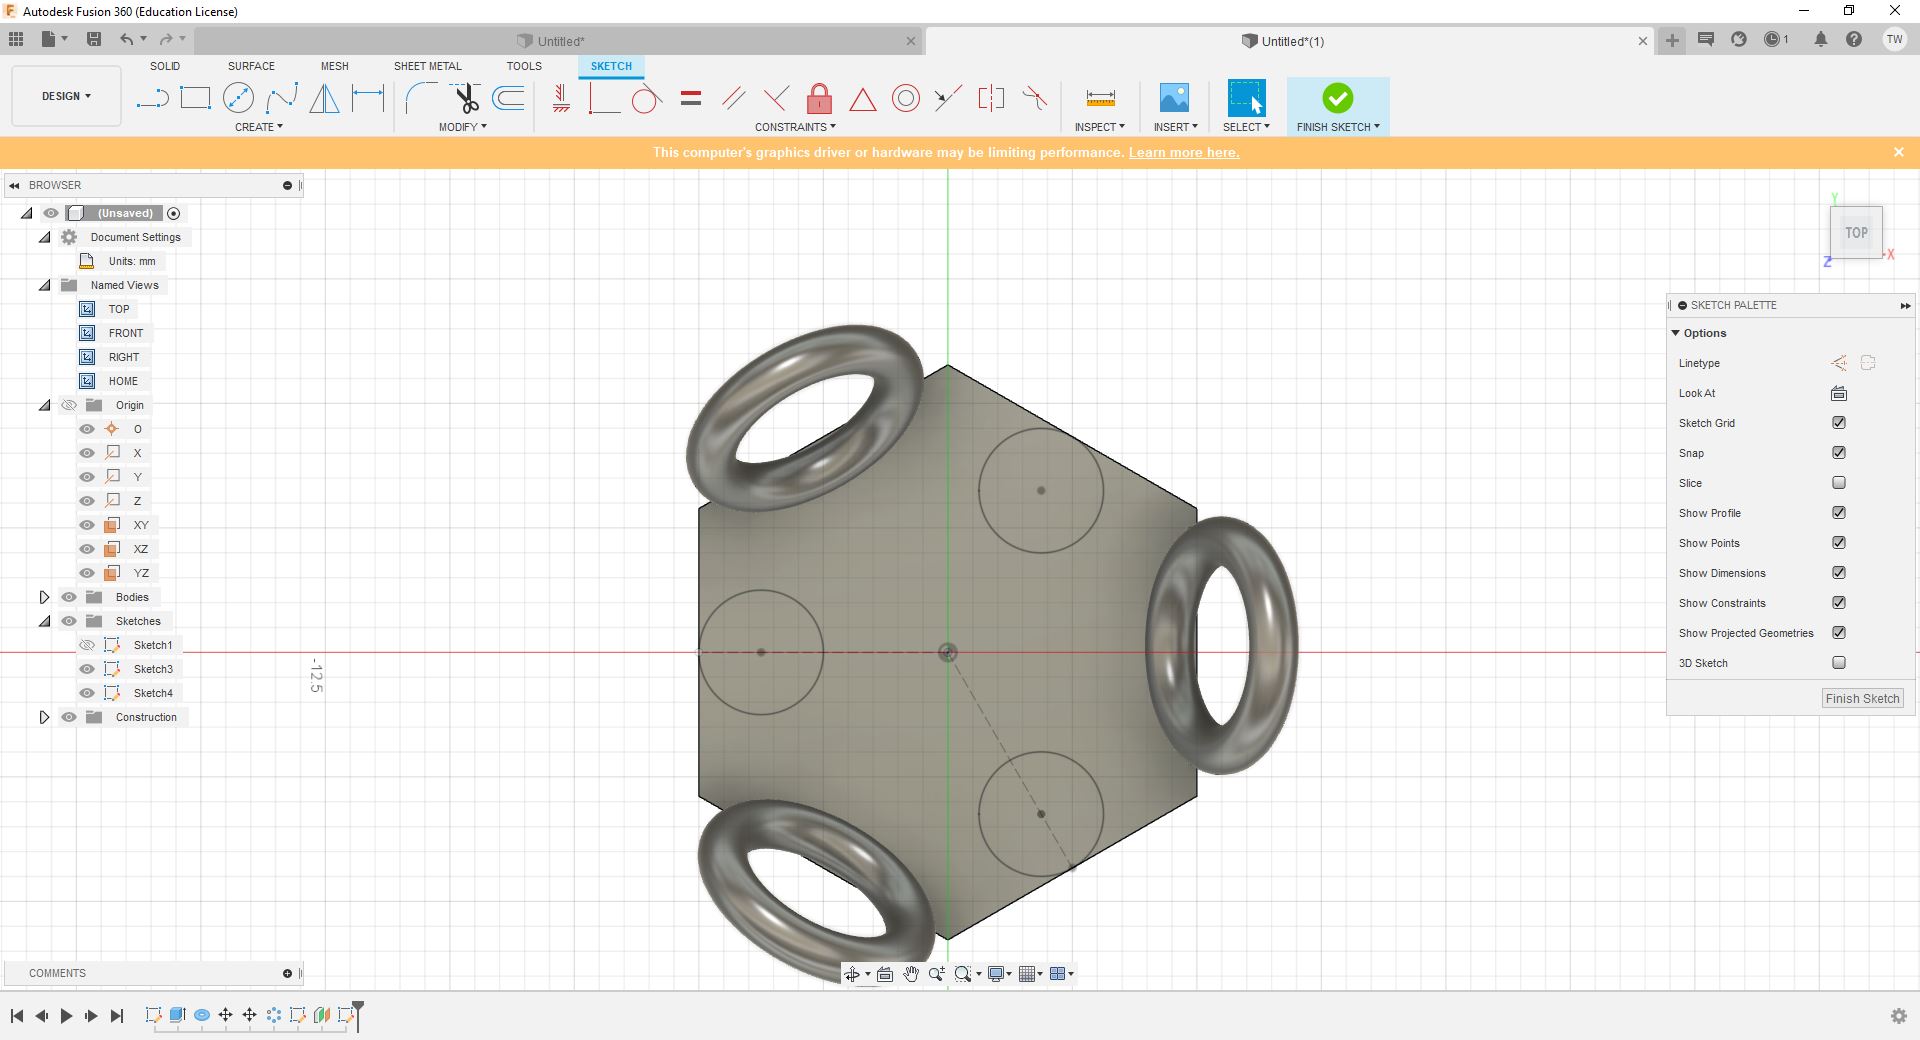 Autodesk Fusion 360 (Education License)
Untitled*
Untitled*(1)
1
TW
DESIGN
SOLID
SURFACE
MESH
SHEET METAL
TOOLS
SKETCH
CREATE
MODIFY
CONSTRAINTS
INSPECT
INSERT
SELECT
FINISH SKETCH
This computer's graphics driver or hardware may be limiting performance. Learn more here.
BROWSER
(Unsaved)
Document Settings
Units: mm
Named Views
TOP
FRONT
RIGHT
HOME
Origin
O
X
Y
Z
XY
XZ
YZ
Bodies
Sketches
Sketch1
Sketch3
Sketch4
Construction
-12.5
Y
TOP
X
Z
SKETCH PALETTE
Options
Linetype
Look At
Sketch Grid
Snap
Slice
Show Profile
Show Points
Show Dimensions
Show Constraints
Show Projected Geometries
3D Sketch
Finish Sketch
COMMENTS